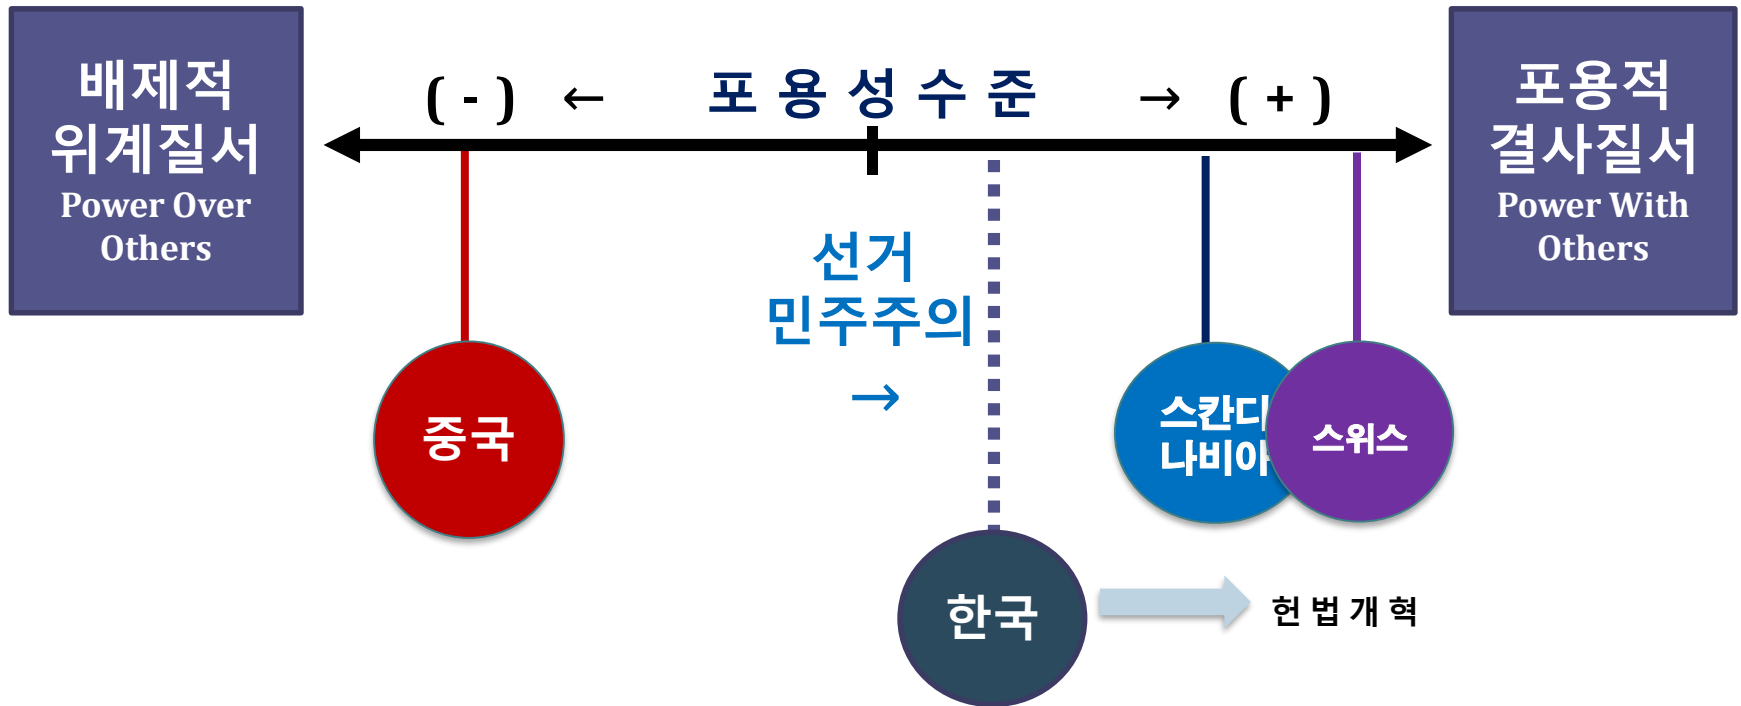 배제적
위계질서
Power Over
Others
( - ) ← 포 용 성 수 준 → ( + )
포용적
결사질서
Power With
Others
선거
민주주의
→
중국
스칸디
나비아
스위스
한국
헌 법 개 혁